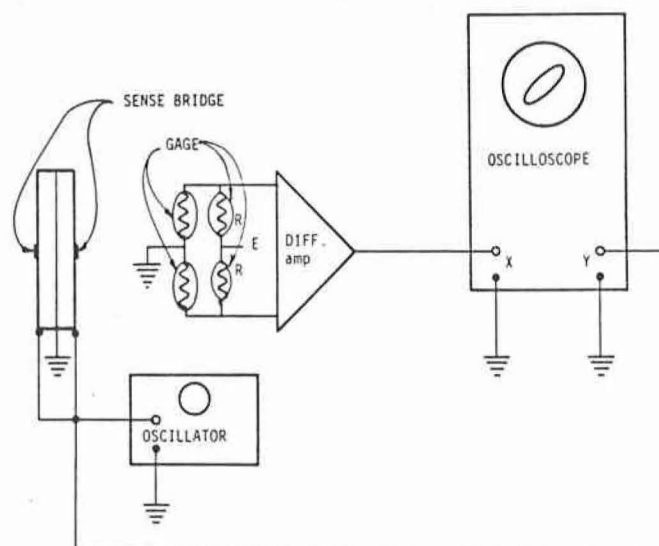 SENSE BRIDGE
GAGE
R
E
R
DIFF.
amp
OSCILLOSCOPE
X
Y
OSCILLATOR